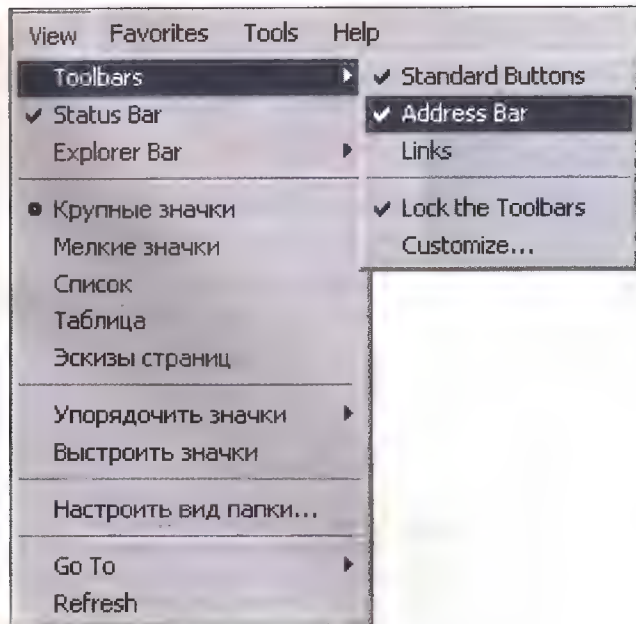 View Favorites Tools Help
Toolbars
Status Bar
Explorer Bar
Крупные значки
Мелкие значки
Список
Таблица
Эскизы страниц
Упорядочить значки
Выстроить значки
Настроить вид папки...
Go To
Refresh
Standard Buttons
Address Bar
Links
Lock the Toolbars
Customize...